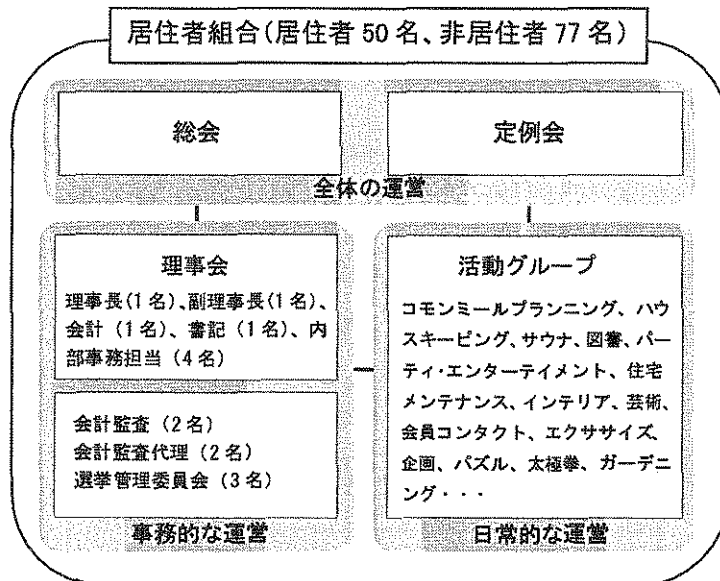 居住者組合(居住者 50 名、非居住者 77 名)
総会
定例会
全体の運営
理事会
理事長(1 名)、副理事長(1 名)、
会計 (1 名)、書記 (1 名)、内
部事務担当 (4 名)
会計監査 (2 名)
会計監査代理 (2 名)
選挙管理委員会 (3 名)
事務的な運営
活動グループ
コモンミールプランニング、ハウ
スキーピング、サウナ、図書、パー
ティ・エンターテイメント、住宅
メンテナンス、インテリア、芸術、
会員コンタクト、エクササイズ、
企画、パズル、太極拳、ガーデニ
ング・・・
日常的な運営